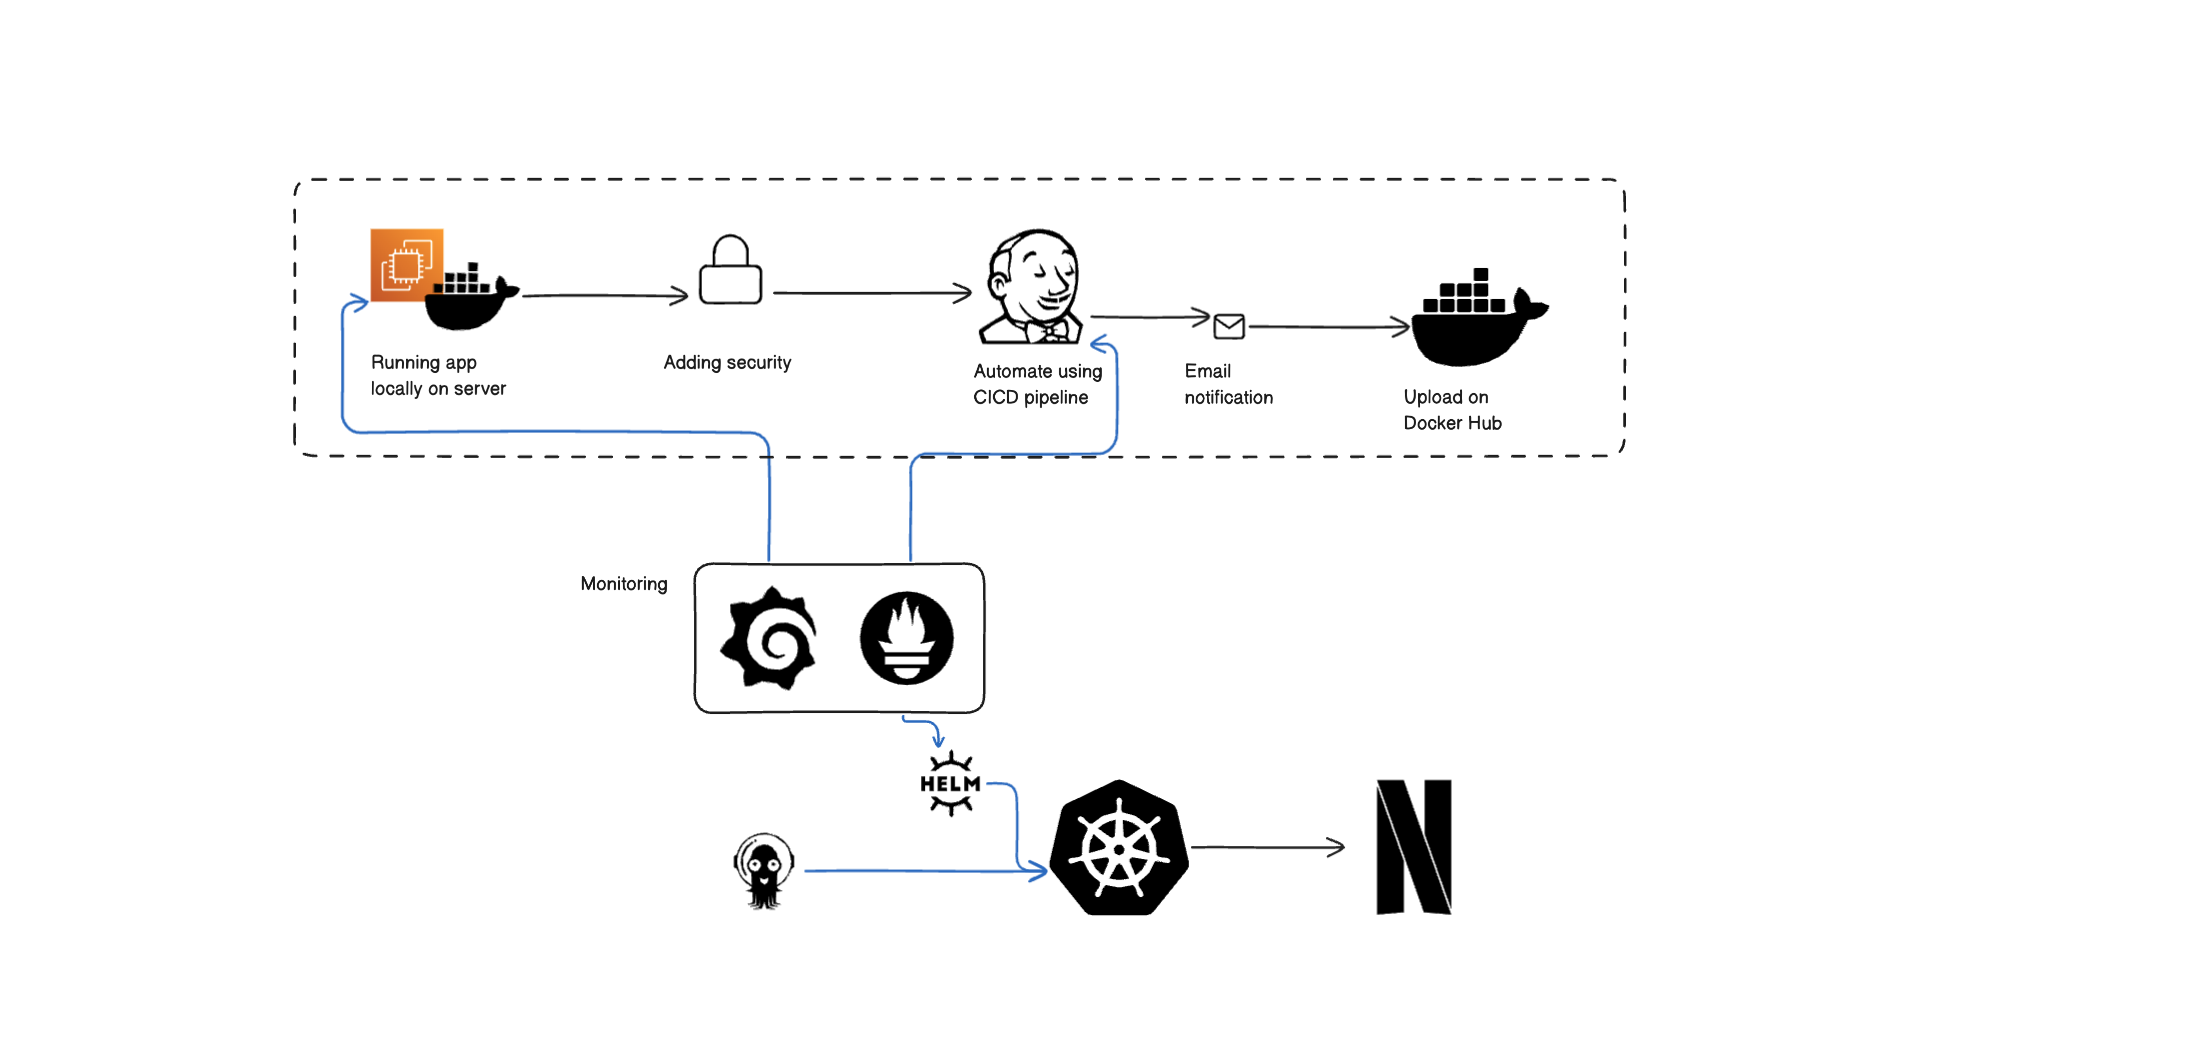 Running app
locally on server
Adding security
Automate using
CICD pipeline
Email
notification
Upload on
Docker Hub
Monitoring
HELM
N